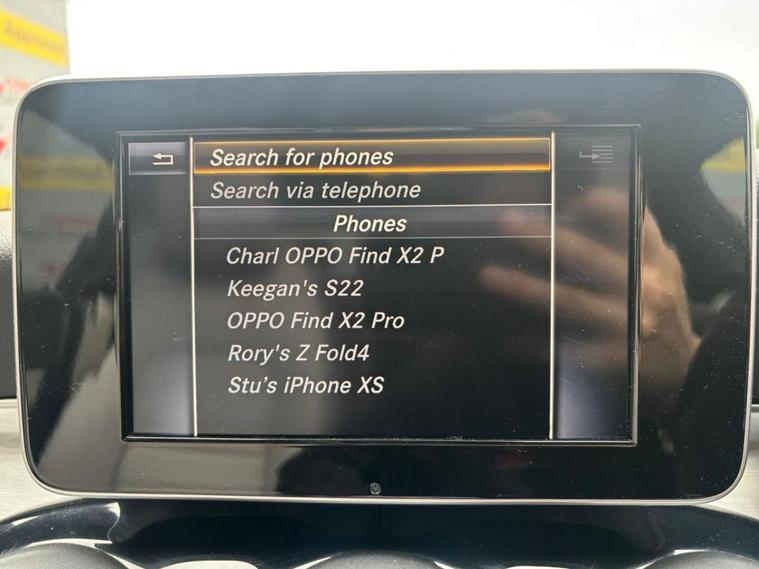 Search for phones
Search via telephone
Phones
Charl OPPO Find X2 P
Keegan's S22
OPPO Find X2 Pro
Rory's Z Fold4
Stu's iPhone XS